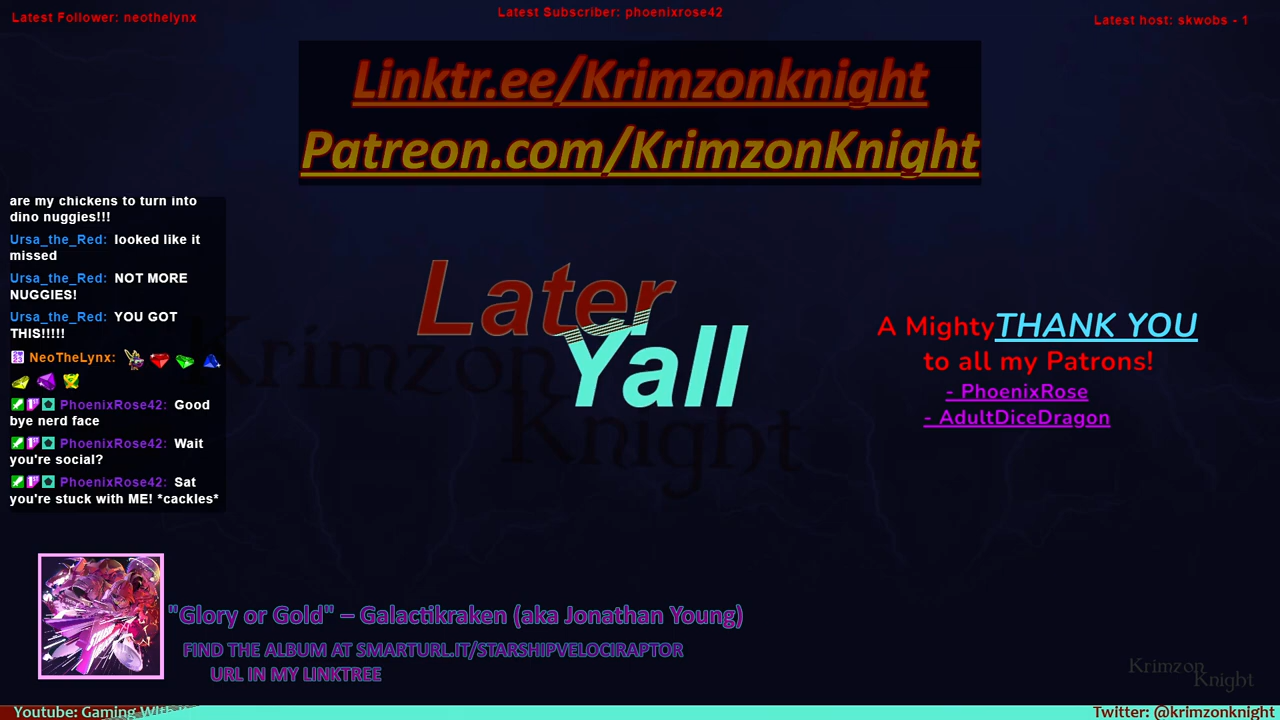 Latest Follower: neothelynx
Latest Subscriber: phoenixrose42
Latest host: skwobs - 1
Linktr.ee/Krimzonknight
Patreon.com/KrimzonKnight
are my chickens to turn into
dino nuggies!!!
Ursa_the_Red: looked like it
missed
Ursa_the_Red: NOT MORE
NUGGIES!
Ursa_the_Red: YOU GOT
THIS!!!!!
NeoTheLynx:
PhoenixRose42: Good
bye nerd face
PhoenixRose42: Wait
you're social?
PhoenixRose42: Sat
you're stuck with ME! *cackles*
Krimzon
Knight
Later
Yall
A Mighty THANK YOU
to all my Patrons!
- PhoenixRose
- AdultDiceDragon
"Glory or Gold" – Galactikraken (aka Jonathan Young)
FIND THE ALBUM AT SMARTURL.IT/STARSHIPVELOCIRAPTOR
URL IN MY LINKTREE
Krimzon
Knight
Youtube: Gaming With
Twitter: @krimzonknight